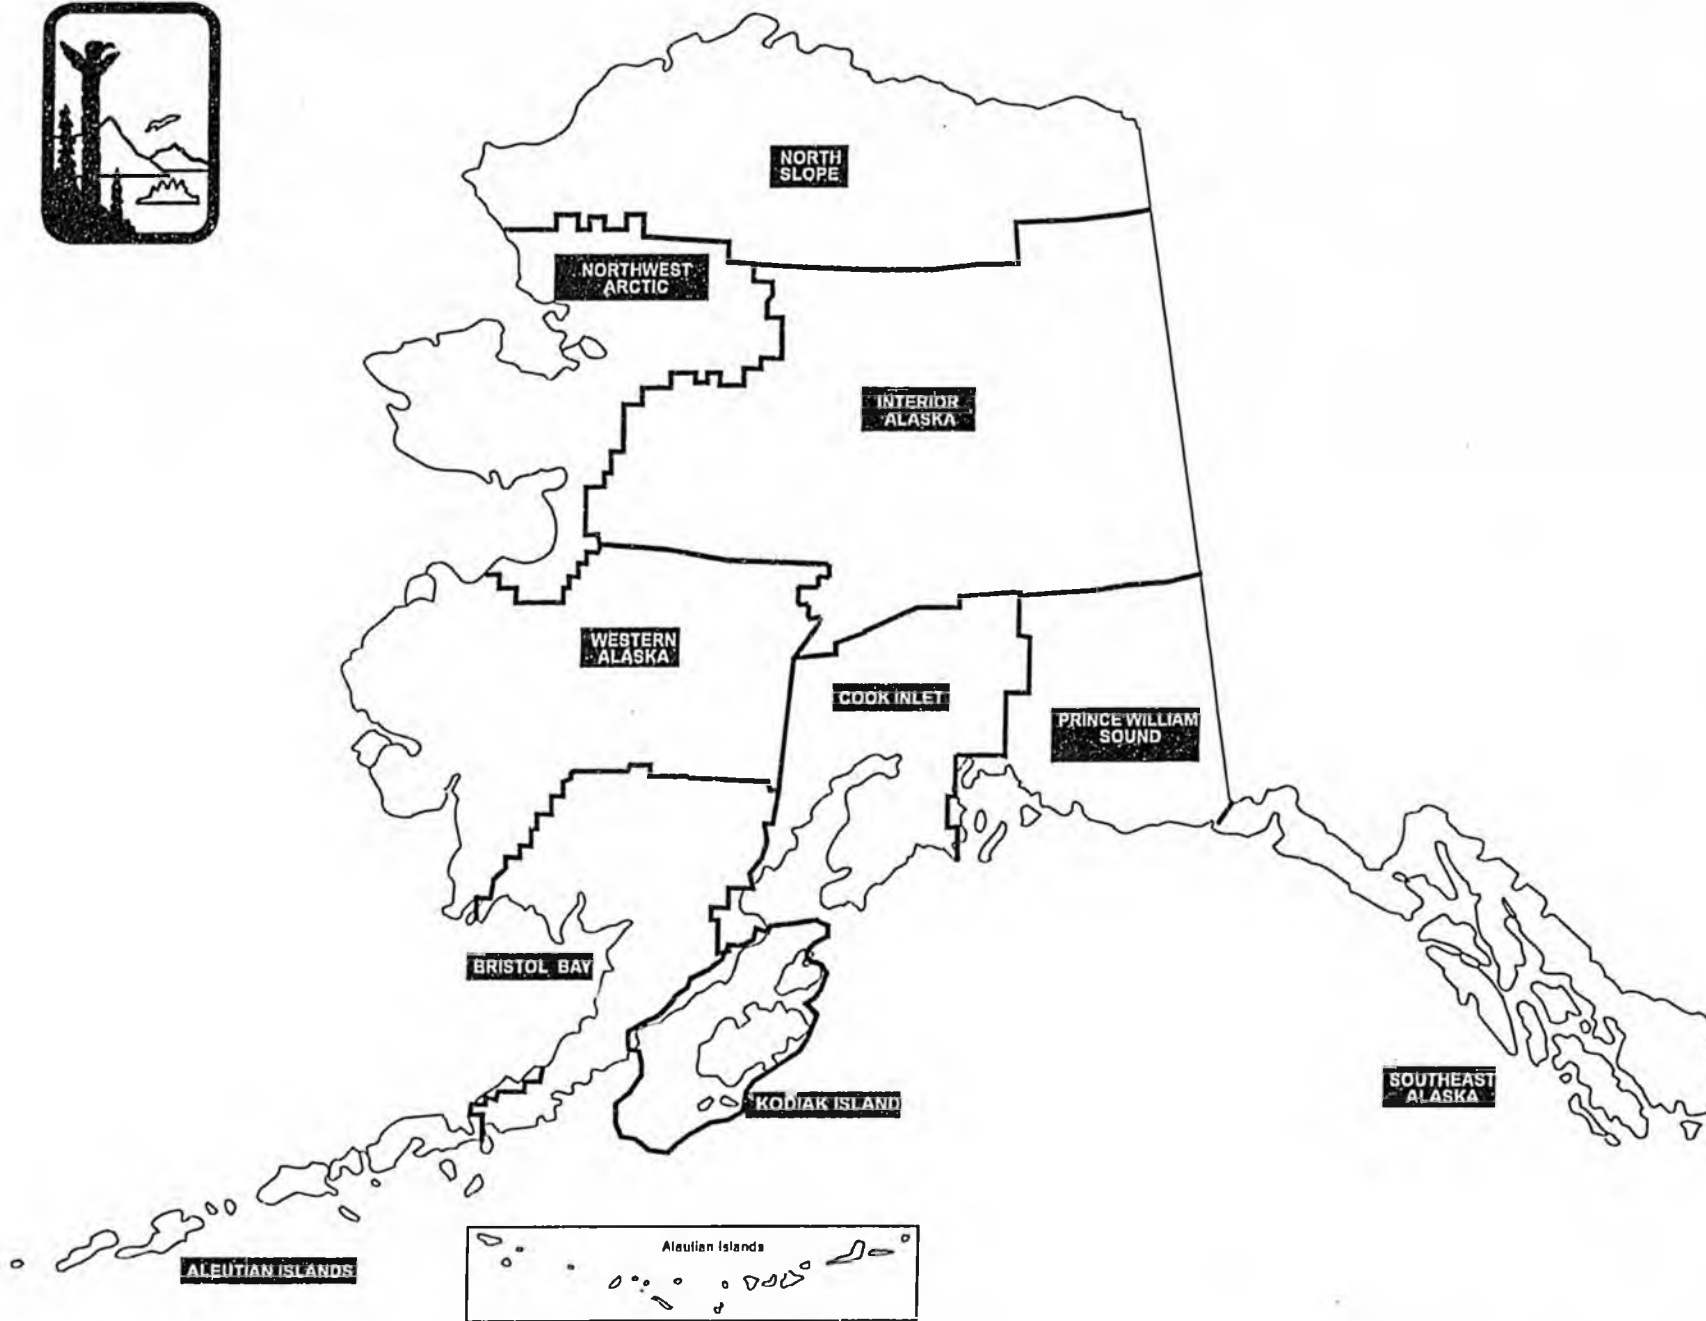 NORTH
SLOPE
NORTHWEST
ARCTIC
INTERIOR
ALASKA
WESTERN
ALASKA
COOK INLET
PRINCE WILLIAM
SOUND
BRISTOL BAY
KODIAK ISLAND
SOUTHEAST
ALASKA
ALEUTIAN ISLANDS
Aleutian Islands